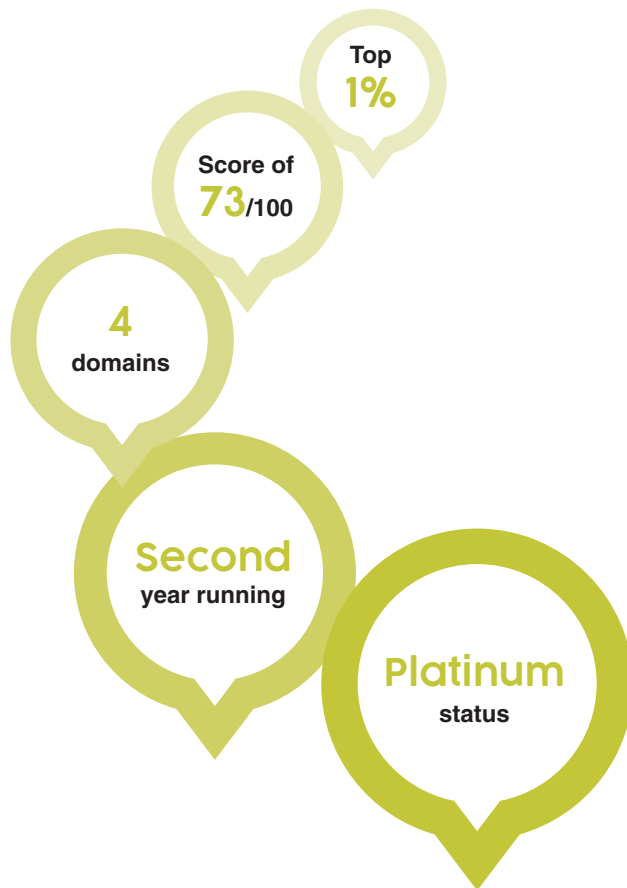 Top
1%
Score of
73/100
4
domains
Second
year running
Platinum
status